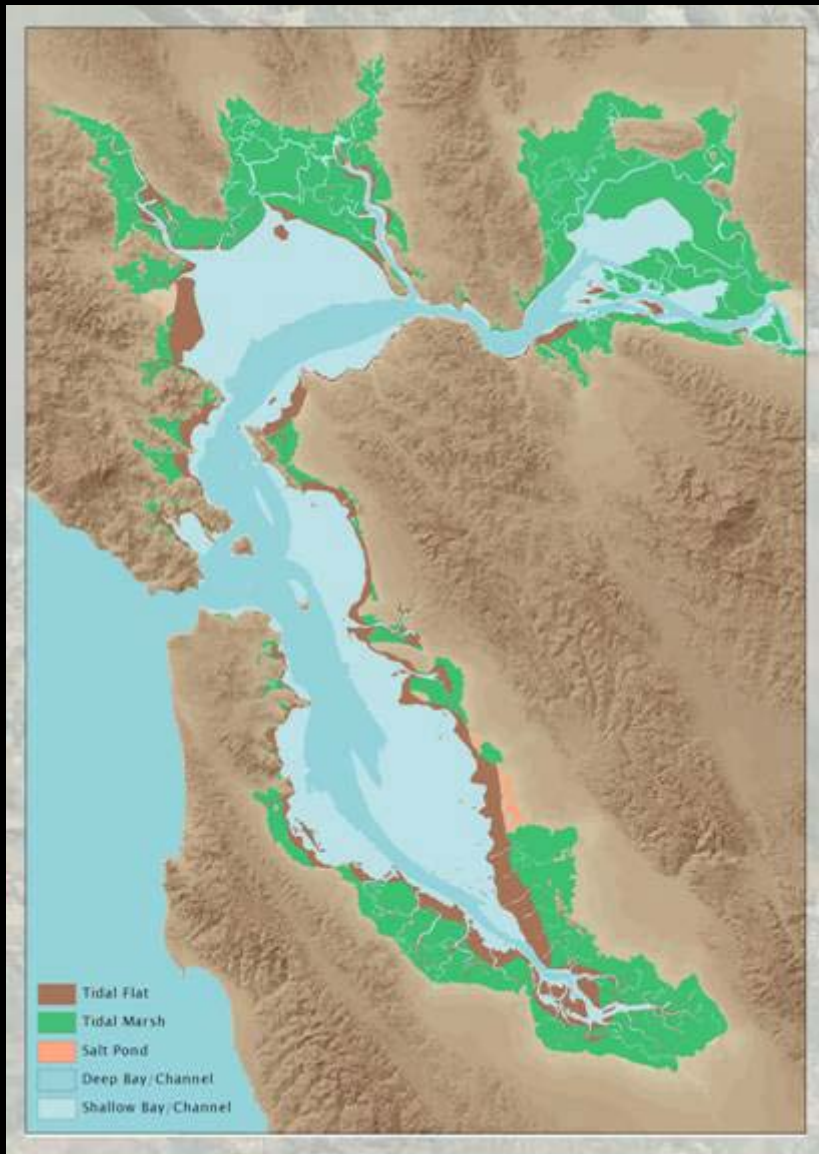 Tidal Flat
Tidal Marsh
Salt Pond
Deep Bay/Channel
Shallow Bay/Channel